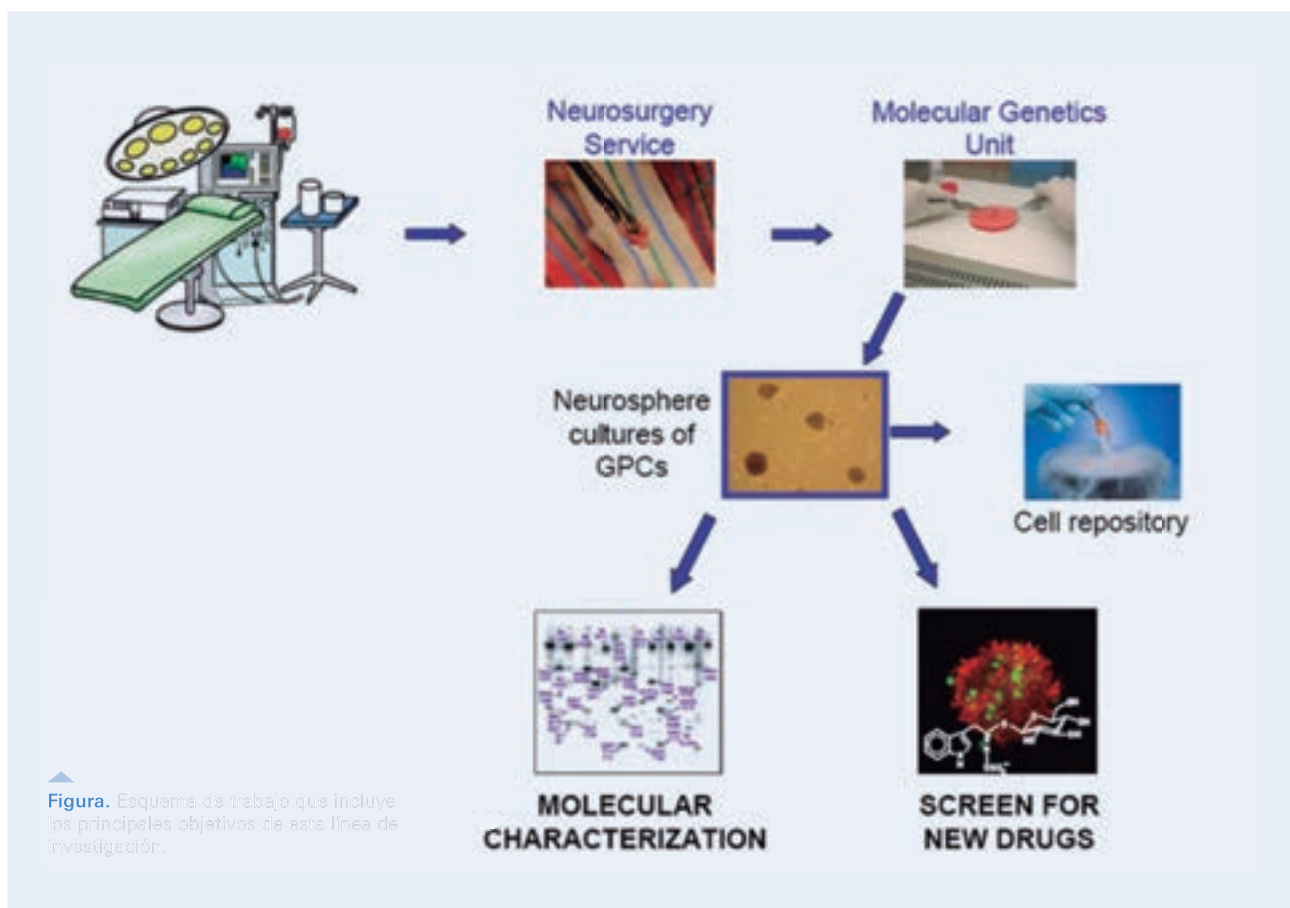 Neurosurgery
Service
Molecular Genetics
Unit
Neurosphere
cultures of
GPCs
Cell repository
MOLECULAR
CHARACTERIZATION
SCREEN FOR
NEW DRUGS
Figura. Esquema de trabajo que incluye
los principales objetivos de esta línea de
investigación.